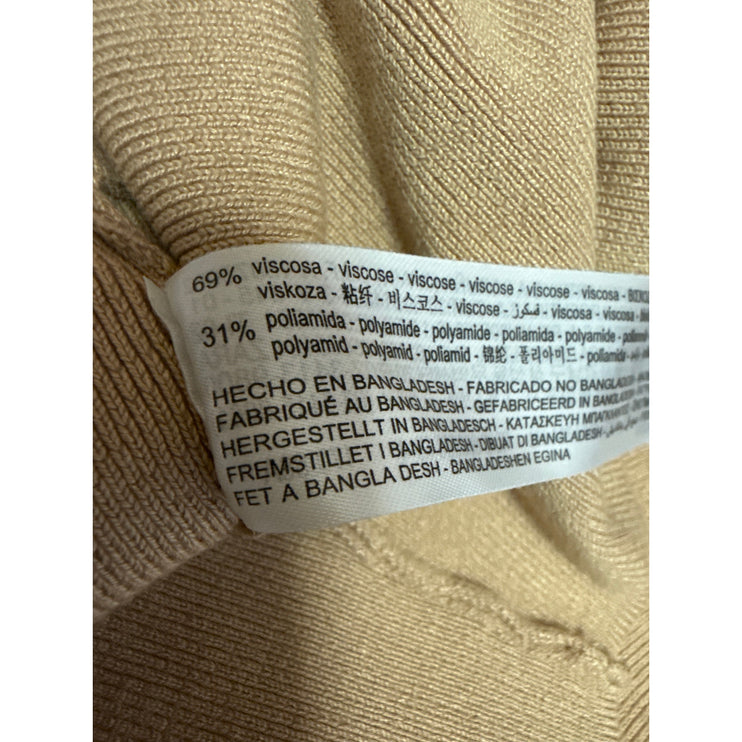 69% viscosa - viscose - viscose - viscose - viscose - viscosa -
viskoza - 粘纤 - 비스코스 - viscose - فسكوز - viscosa - viscosa -
31% poliamida - polyamide - polyamide - poliamida - polyamide -
polyamid - polyamid - poliamid - 锦纶 - 폴리아미드 - poliamida -
HECHO EN BANGLADESH - FABRICADO NO BANGLADESH -
FABRIQUÉ AU BANGLADESH - GEFABRICEERD IN BANGLADESH -
HERGESTELLT IN BANGLADESCH - ΚΑΤΑΣΚΕΥΗ ΜΠΑΓΚΛΑΝΤΕΣ -
FREMSTILLET I BANGLADESH - DIBUAT DI BANGLADESH -
FET A BANGLA DESH - BANGLADESHEN EGINA